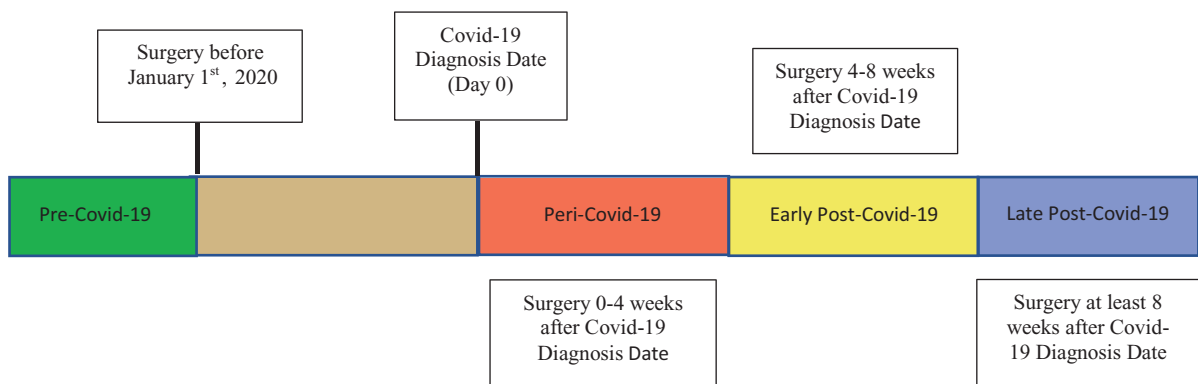 Surgery before
January 1st, 2020
Covid-19
Diagnosis Date
(Day 0)
Surgery 4-8 weeks
after Covid-19
Diagnosis Date
Pre-Covid-19
Peri-Covid-19
Early Post-Covid-19
Late Post-Covid-19
Surgery 0-4 weeks
after Covid-19
Diagnosis Date
Surgery at least 8
weeks after Covid-
19 Diagnosis Date